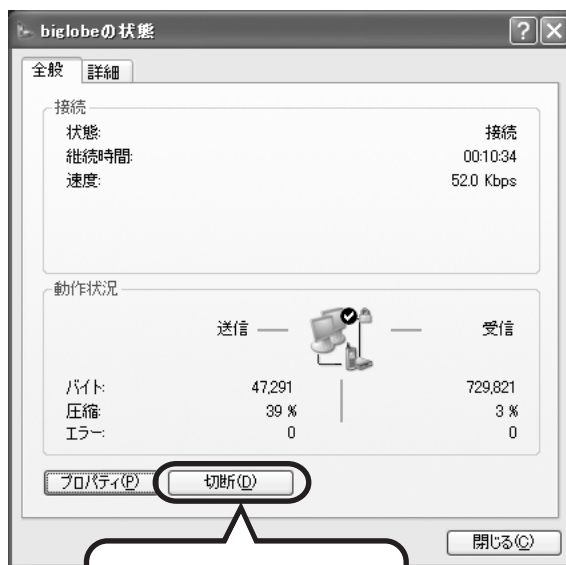 biglobeの状態
全般 詳細
接続
状態: 接続
継続時間: 00:10:34
速度: 52.0 Kbps
動作状況
送信 受信
バイト: 47,291 729,821
圧縮: 39 % 3 %
エラー: 0 0
プロパティ(P) 切断(D)
閉じる(C)